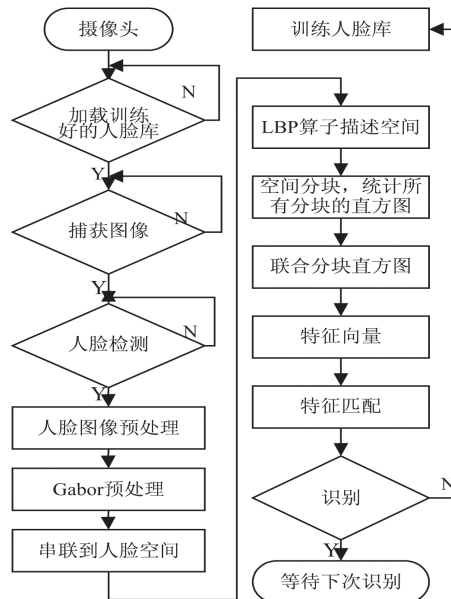 摄像头
加载训练
好的人脸库
N
Y
捕获图像
N
Y
人脸检测
N
Y
人脸图像预处理
Gabor预处理
串联到人脸空间
训练人脸库
LBP算子描述空间
空间分块，统计所
有分块的直方图
联合分块直方图
特征向量
特征匹配
识别
N
Y
等待下次识别